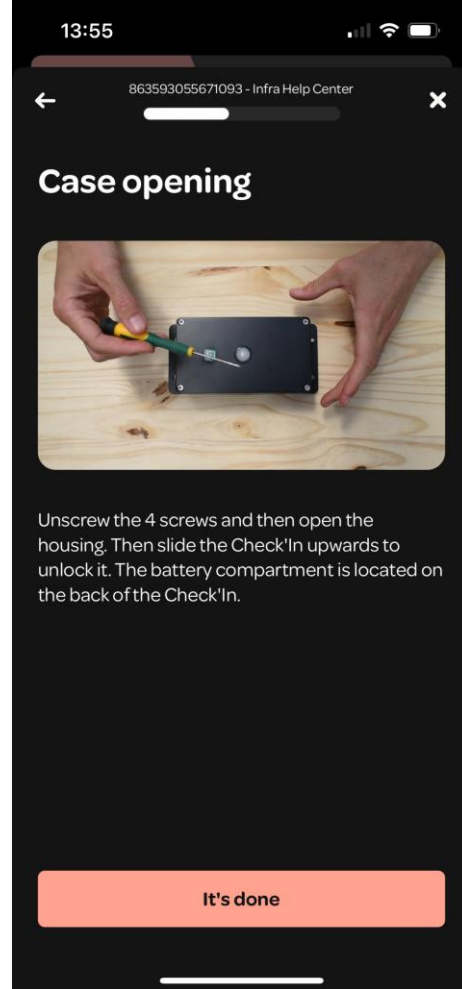 13:55
863593055671093 - Infra Help Center
Case opening
Unscrew the 4 screws and then open the
housing. Then slide the Check'In upwards to
unlock it. The battery compartment is located on
the back of the Check'In.
It's done